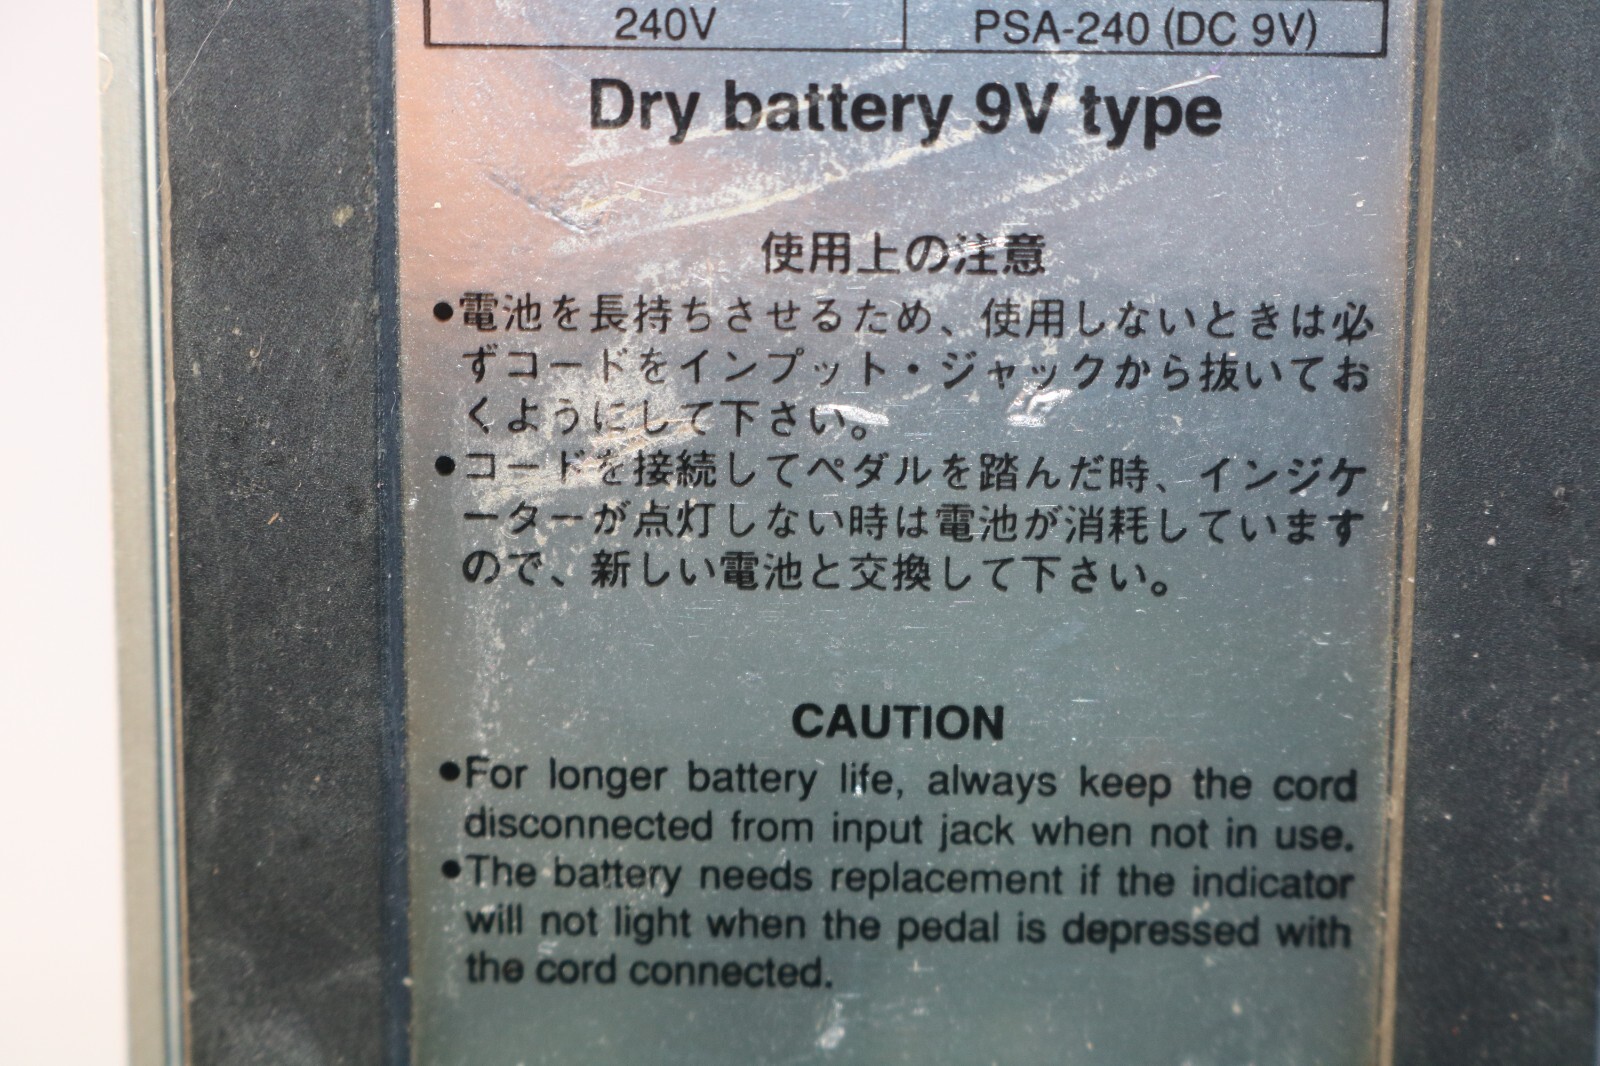 240V PSA-240 (DC 9V)
Dry battery 9V type
使用上の注意
●電池を長持ちさせるため、使用しないときは必
ずコードをインプット・ジャックから抜いてお
くようにして下さい。
●コードを接続してペダルを踏んだ時、インジケ
ーターが点灯しない時は電池が消耗しています
ので、新しい電池と交換して下さい。
CAUTION
●For longer battery life, always keep the cord
disconnected from input jack when not in use.
●The battery needs replacement if the indicator
will not light when the pedal is depressed with
the cord connected.